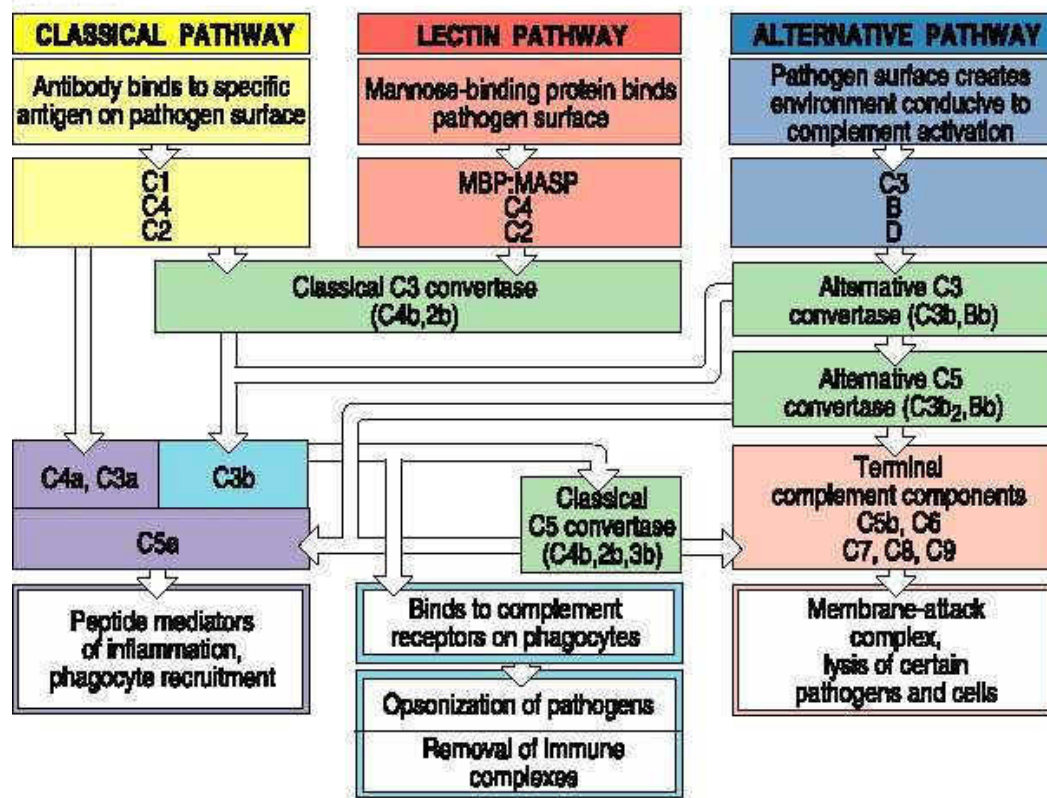 CLASSICAL PATHWAY
Antibody binds to specific
antigen on pathogen surface
C1
C4
C2
LECTIN PATHWAY
Mannose-binding protein binds
pathogen surface
MBP:MASP
C4
C2
ALTERNATIVE PATHWAY
Pathogen surface creates
environment conducive to
complement activation
C3
B
D
Classical C3 convertase
(C4b,2b)
Alternative C3
convertase (C3b,Bb)
Alternative C5
convertase (C3b₂,Bb)
C4a, C3a
C3b
C5a
Classical
C5 convertase
(C4b,2b,3b)
Terminal
complement components
C5b, C6
C7, C8, C9
Peptide mediators
of inflammation,
phagocyte recruitment
Binds to complement
receptors on phagocytes
Opsonization of pathogens
Removal of immune
complexes
Membrane-attack
complex,
lysis of certain
pathogens and cells